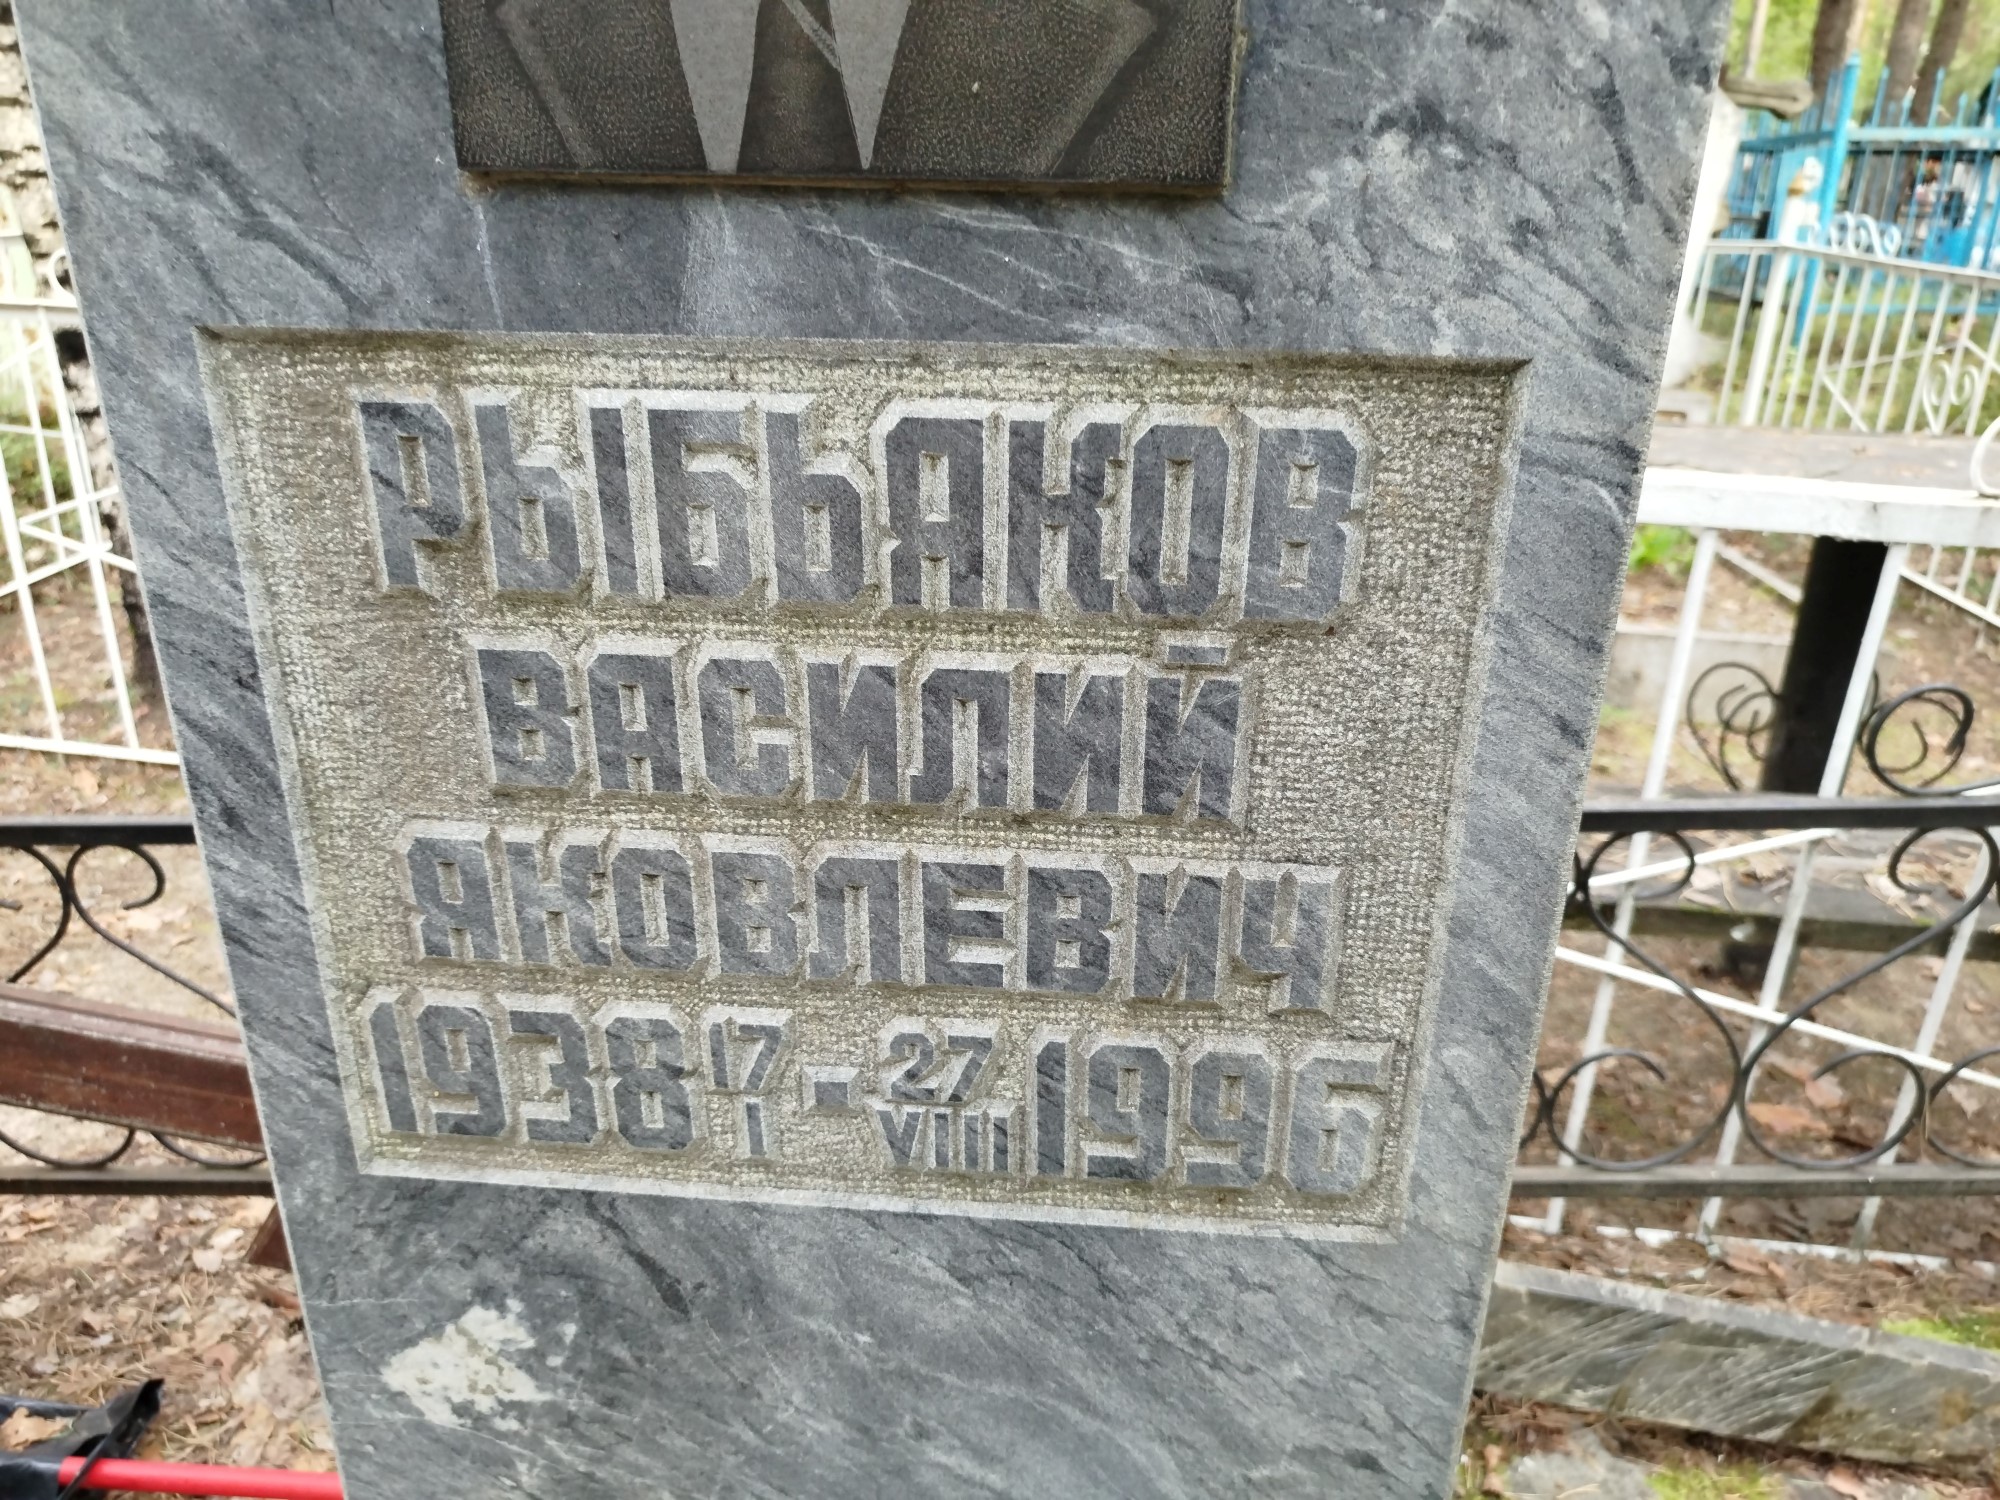 РЫБЬЯКОВ
ВАСИЛИЙ
ЯКОВЛЕВИЧ
1938 17/I - 27/VIII 1996